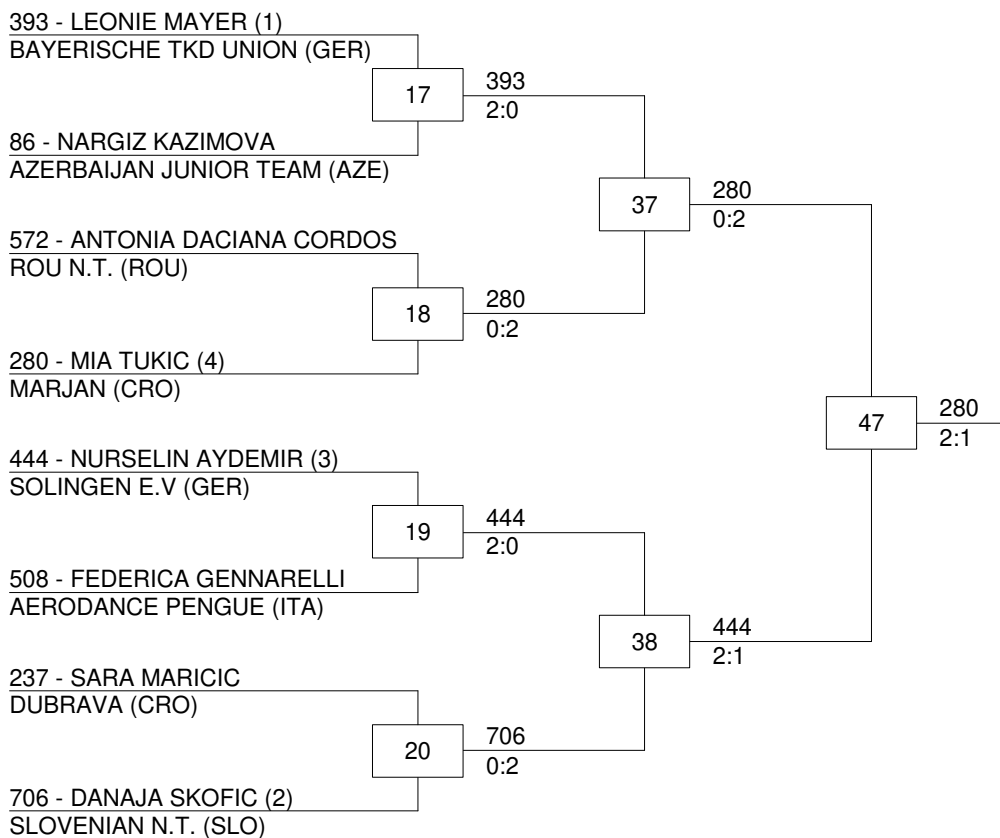 393 - LEONIE MAYER (1)
BAYERISCHE TKD UNION (GER)
17
393
2:0
86 - NARGIZ KAZIMOVA
AZERBAIJAN JUNIOR TEAM (AZE)
37
280
0:2
572 - ANTONIA DACIANA CORDOS
ROU N.T. (ROU)
18
280
0:2
280 - MIA TUKIC (4)
MARJAN (CRO)
47
280
2:1
444 - NURSELIN AYDEMIR (3)
SOLINGEN E.V (GER)
19
444
2:0
508 - FEDERICA GENNARELLI
AERODANCE PENGUE (ITA)
38
444
2:1
237 - SARA MARICIC
DUBRAVA (CRO)
20
706
0:2
706 - DANAJA SKOFIC (2)
SLOVENIAN N.T. (SLO)